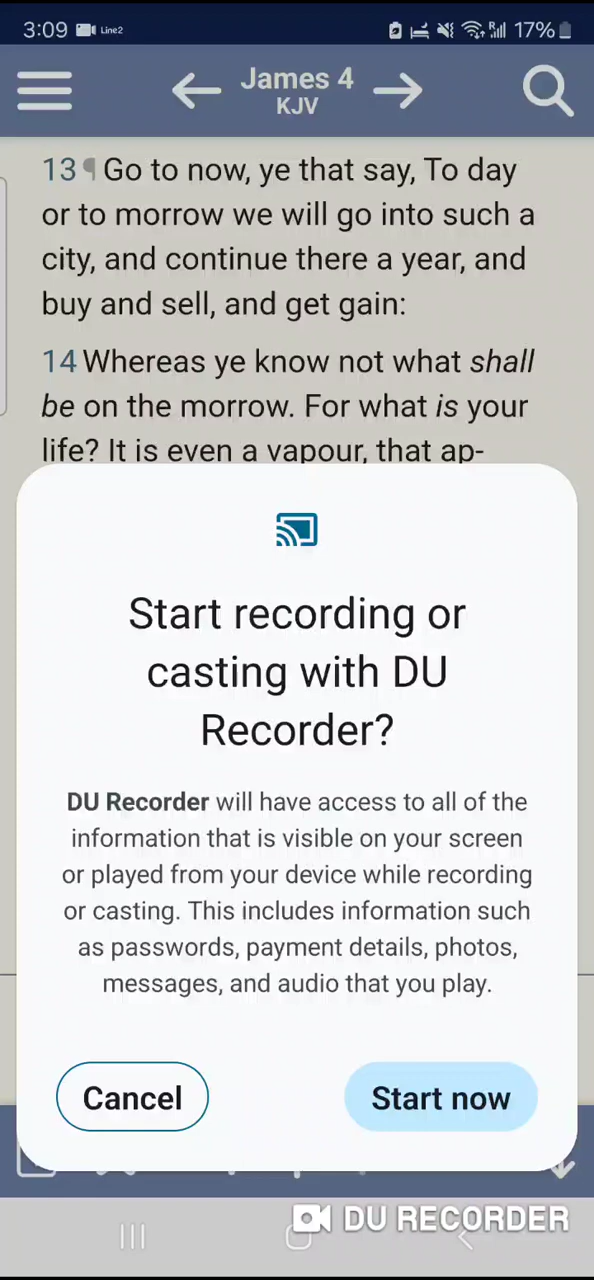 3:09 Line2 17%
James 4
KJV
13 ¶ Go to now, ye that say, To day
or to morrow we will go into such a
city, and continue there a year, and
buy and sell, and get gain:
14 Whereas ye know not what shall
be on the morrow. For what is your
life? It is even a vapour, that ap-
Start recording or
casting with DU
Recorder?
DU Recorder will have access to all of the
information that is visible on your screen
or played from your device while recording
or casting. This includes information such
as passwords, payment details, photos,
messages, and audio that you play.
Cancel Start now
DU RECORDER